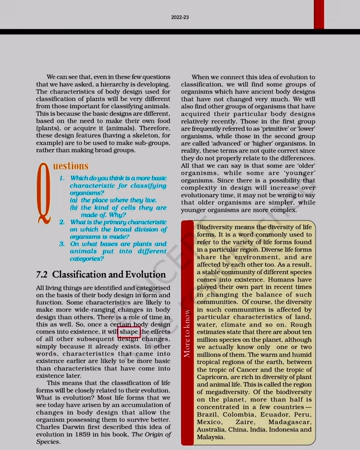 2022-23
We can see that, even in these few questions
that we have asked, a hierarchy is developing.
The characteristics of body design used for
classification of plants will be very different
from those important for classifying animals.
This is because the basic designs are different,
based on the need to make their own food
(plants), or acquire it (animals). Therefore,
these design features (having a skeleton, for
example) are to be used to make sub-groups,
rather than making broad groups.
Questions
1. Which do you think is a more basic
characteristic for classifying
organisms?
(a) the place where they live.
(b) the kind of cells they are
made of. Why?
2. What is the primary characteristic
on which the broad division of
organisms is made?
3. On what bases are plants and
animals put into different
categories?
7.2 Classification and Evolution
All living things are identified and categorised
on the basis of their body design in form and
function. Some characteristics are likely to
make more wide-ranging changes in body
design than others. There is a role of time in
this as well. So, once a certain body design
comes into existence, it will shape the effects
of all other subsequent design changes,
simply because it already exists. In other
words, characteristics that came into
existence earlier are likely to be more basic
than characteristics that have come into
existence later.
This means that the classification of life
forms will be closely related to their evolution.
What is evolution? Most life forms that we
see today have arisen by an accumulation of
changes in body design that allow the
organism possessing them to survive better.
Charles Darwin first described this idea of
evolution in 1859 in his book, The Origin of
Species.
When we connect this idea of evolution to
classification, we will find some groups of
organisms which have ancient body designs
that have not changed very much. We will
also find other groups of organisms that have
acquired their particular body designs
relatively recently. Those in the first group
are frequently referred to as 'primitive' or 'lower'
organisms, while those in the second group
are called 'advanced' or 'higher' organisms. In
reality, these terms are not quite correct since
they do not properly relate to the differences.
All that we can say is that some are 'older'
organisms, while some are 'younger'
organisms. Since there is a possibility that
complexity in design will increase over
evolutionary time, it may not be wrong to say
that older organisms are simpler, while
younger organisms are more complex.
More to know
Biodiversity means the diversity of life
forms. It is a word commonly used to
refer to the variety of life forms found
in a particular region. Diverse life forms
share the environment, and are
affected by each other too. As a result,
a stable community of different species
comes into existence. Humans have
played their own part in recent times
in changing the balance of such
communities. Of course, the diversity
in such communities is affected by
particular characteristics of land,
water, climate and so on. Rough
estimates state that there are about ten
million species on the planet, although
we actually know only one or two
millions of them. The warm and humid
tropical regions of the earth, between
the tropic of Cancer and the tropic of
Capricorn, are rich in diversity of plant
and animal life. This is called the region
of megadiversity. Of the biodiversity
on the planet, more than half is
concentrated in a few countries —
Brazil, Colombia, Ecuador, Peru,
Mexico, Zaire, Madagascar,
Australia, China, India, Indonesia and
Malaysia.